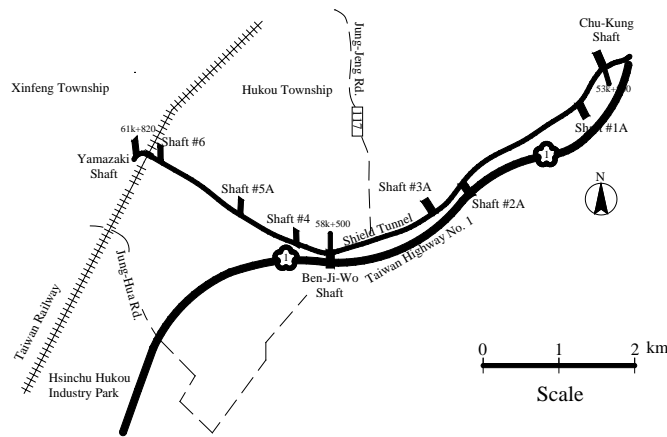 Chu-Kung
Shaft
Jung-Jeng Rd.
Xinfeng Township
Hukou Township
117
61k+820
Shaft #6
Shaft #1A
1
Yamazaki
Shaft
Shaft #5A
Shaft #3A
N
Shaft #2A
Shaft #4
58k+500
Shield Tunnel
Taiwan Highway No. 1
1
Ben-Ji-Wo
Shaft
Jung-Hua Rd.
Taiwan Railway
Hsinchu Hukou
Industry Park
0 1 2 km
Scale